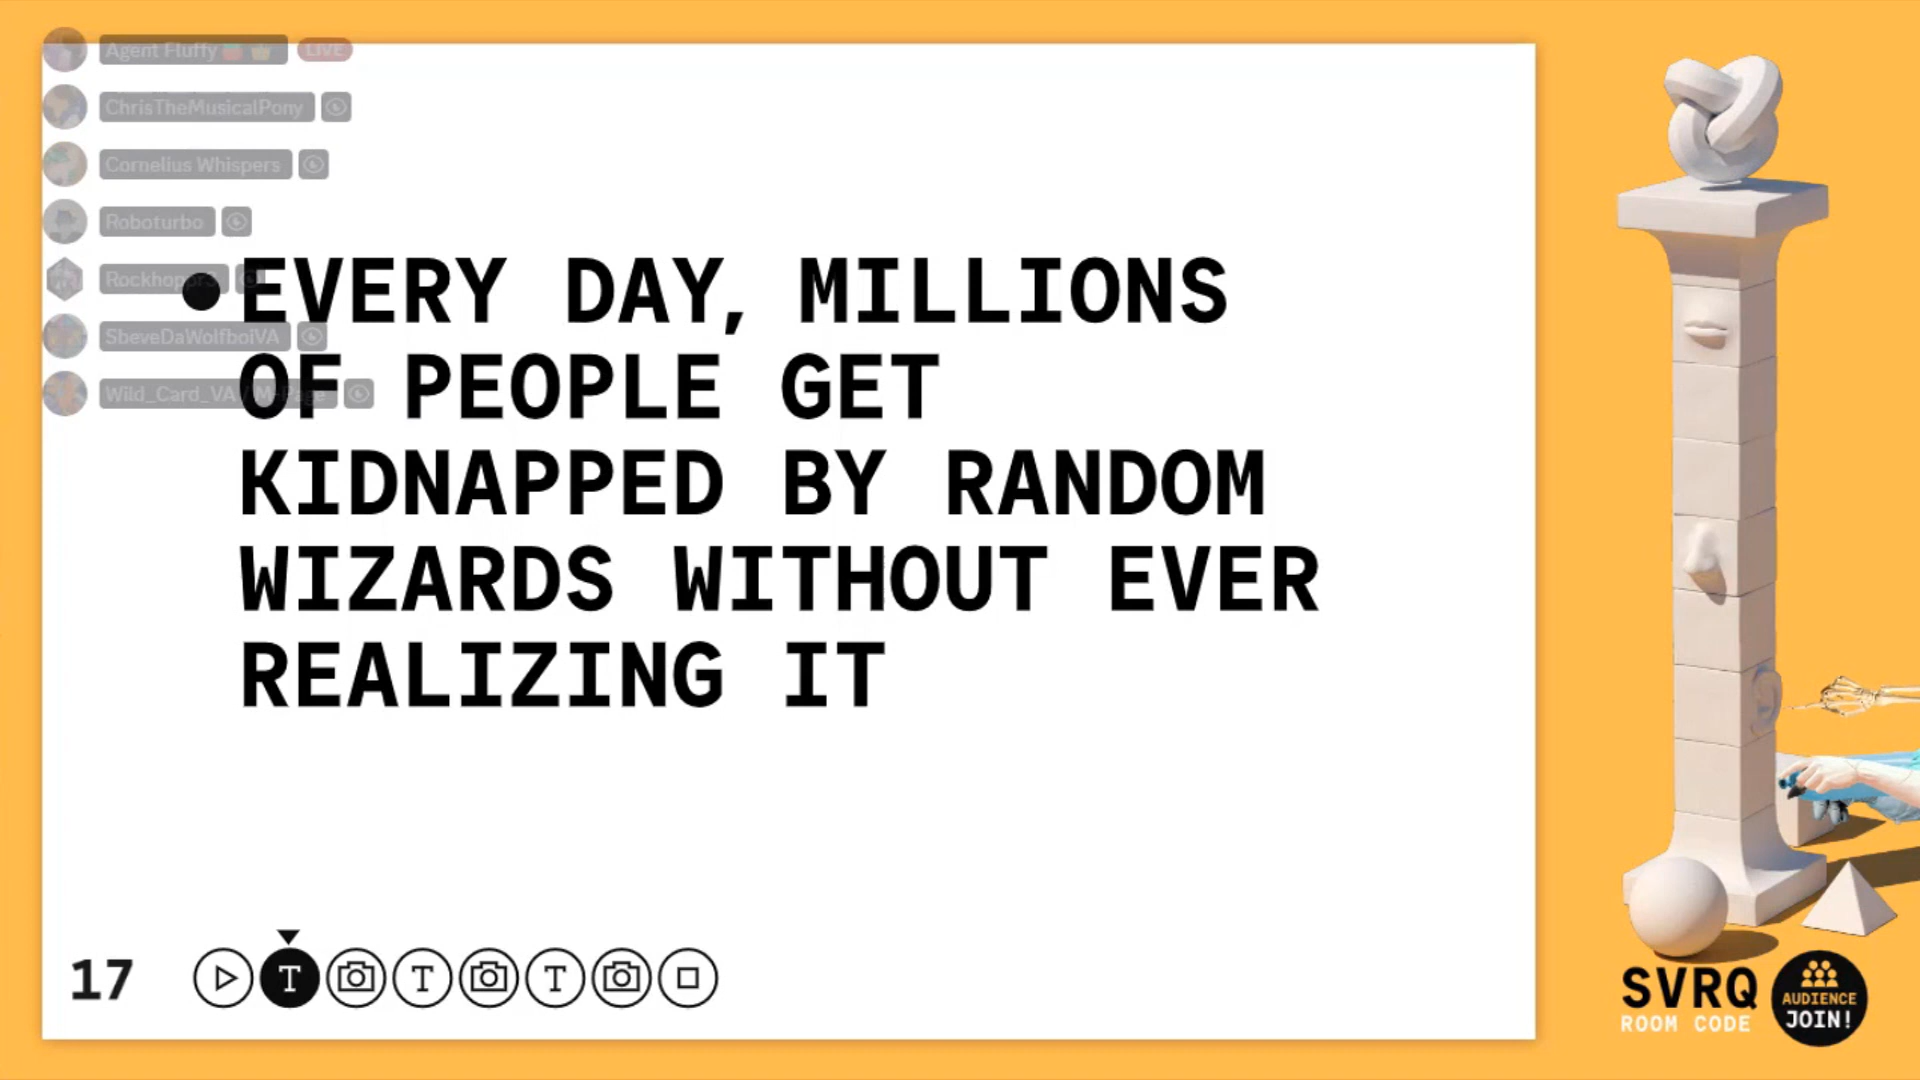 Agent Fluffy LIVE
ChrisTheMusicalPony
Cornelius Whispers
Roboturbo
SbeveDaWolfboiVA
● EVERY DAY, MILLIONS
OF PEOPLE GET
KIDNAPPED BY RANDOM
WIZARDS WITHOUT EVER
REALIZING IT
17
T
T
T
SVRQ
ROOM CODE
AUDIENCE
JOIN!